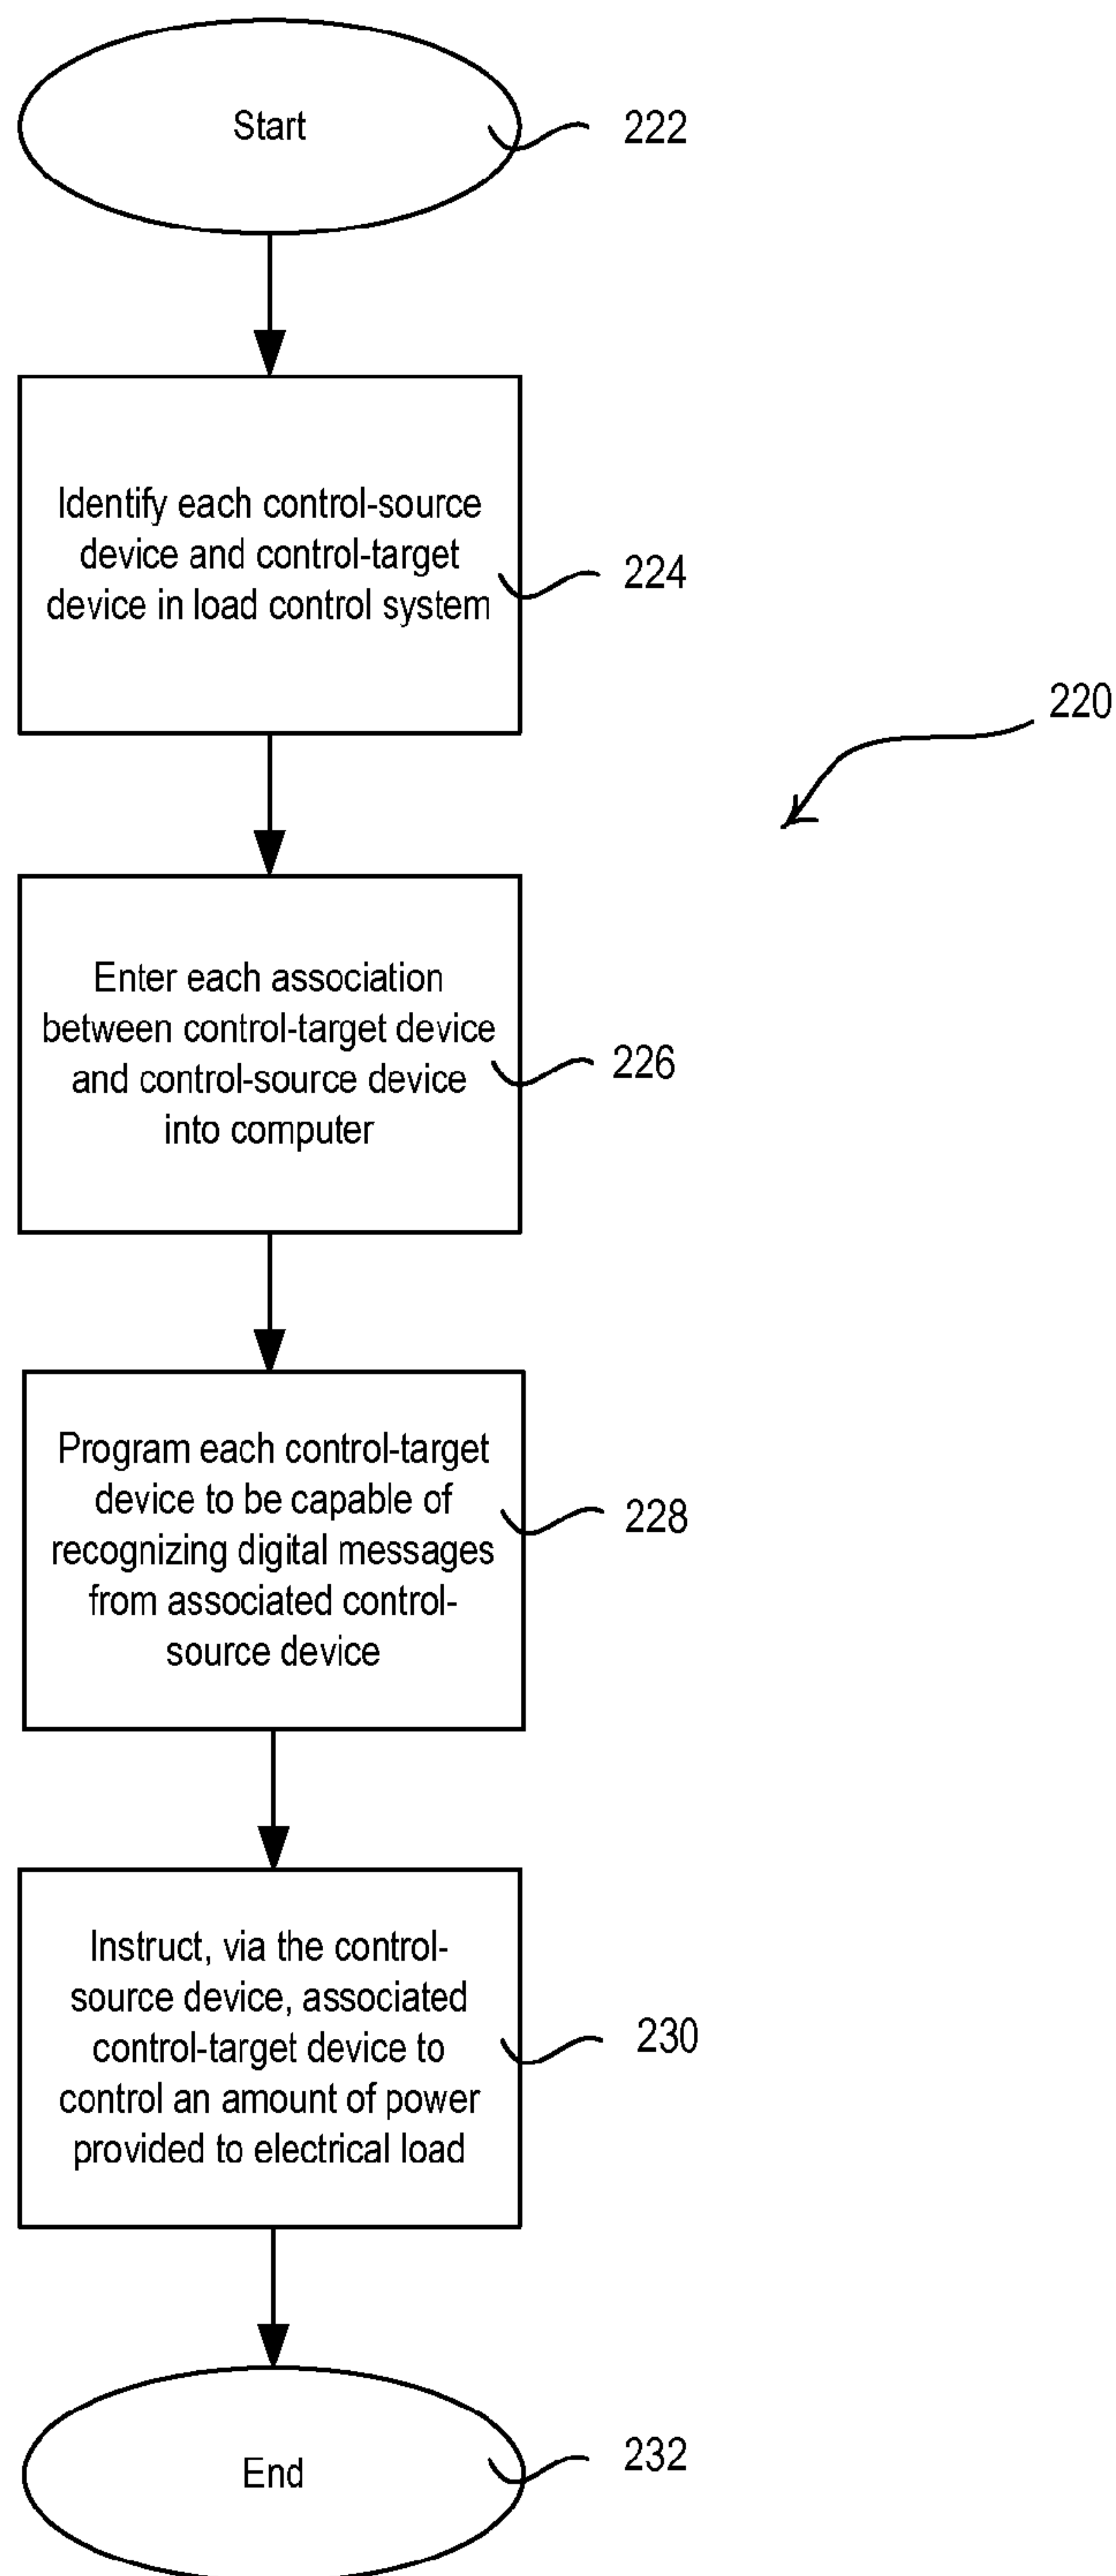 Start
222
Identify each control-source
device and control-target
device in load control system
224
220
Enter each association
between control-target device
and control-source device
into computer
226
Program each control-target
device to be capable of
recognizing digital messages
from associated control-
source device
228
Instruct, via the control-
source device, associated
control-target device to
control an amount of power
provided to electrical load
230
End
232